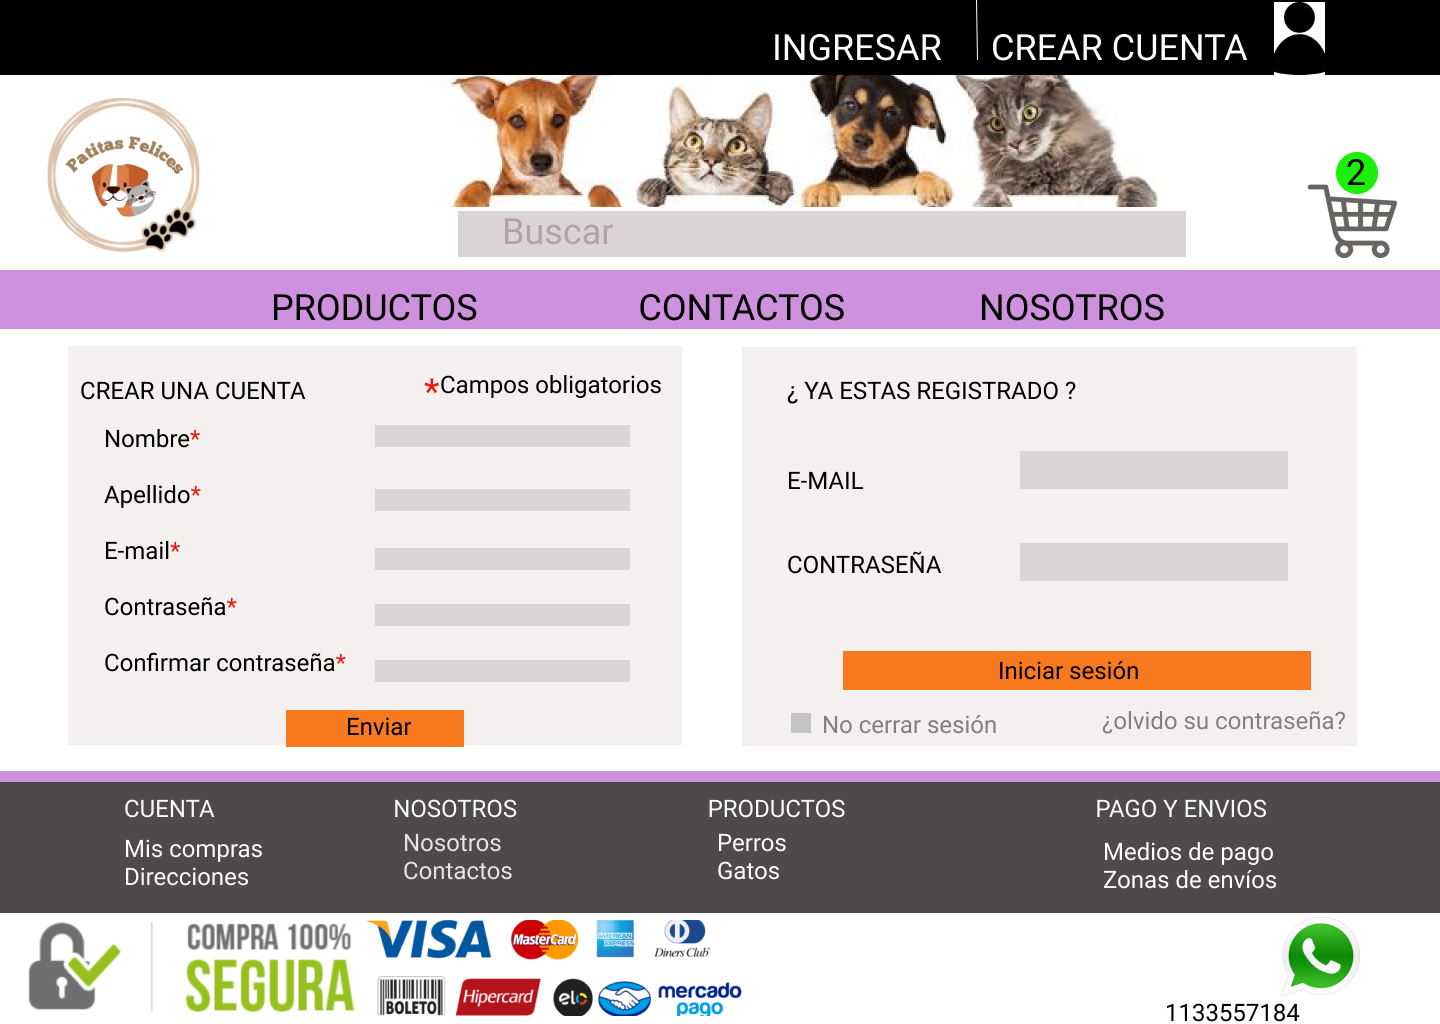 INGRESAR
CREAR CUENTA
Patitas Felices
2
Buscar
PRODUCTOS
CONTACTOS
NOSOTROS
CREAR UNA CUENTA
*Campos obligatorios
Nombre*
Apellido*
E-mail*
Contraseña*
Confirmar contraseña*
Enviar
¿ YA ESTAS REGISTRADO ?
E-MAIL
CONTRASEÑA
Iniciar sesión
No cerrar sesión
¿olvido su contraseña?
CUENTA
Mis compras
Direcciones
NOSOTROS
Nosotros
Contactos
PRODUCTOS
Perros
Gatos
PAGO Y ENVIOS
Medios de pago
Zonas de envíos
COMPRA 100%
SEGURA
VISA
MasterCard
AMERICAN
EXPRESS
Diners Club
BOLETO
Hipercard
elo
mercado
pago
1133557184